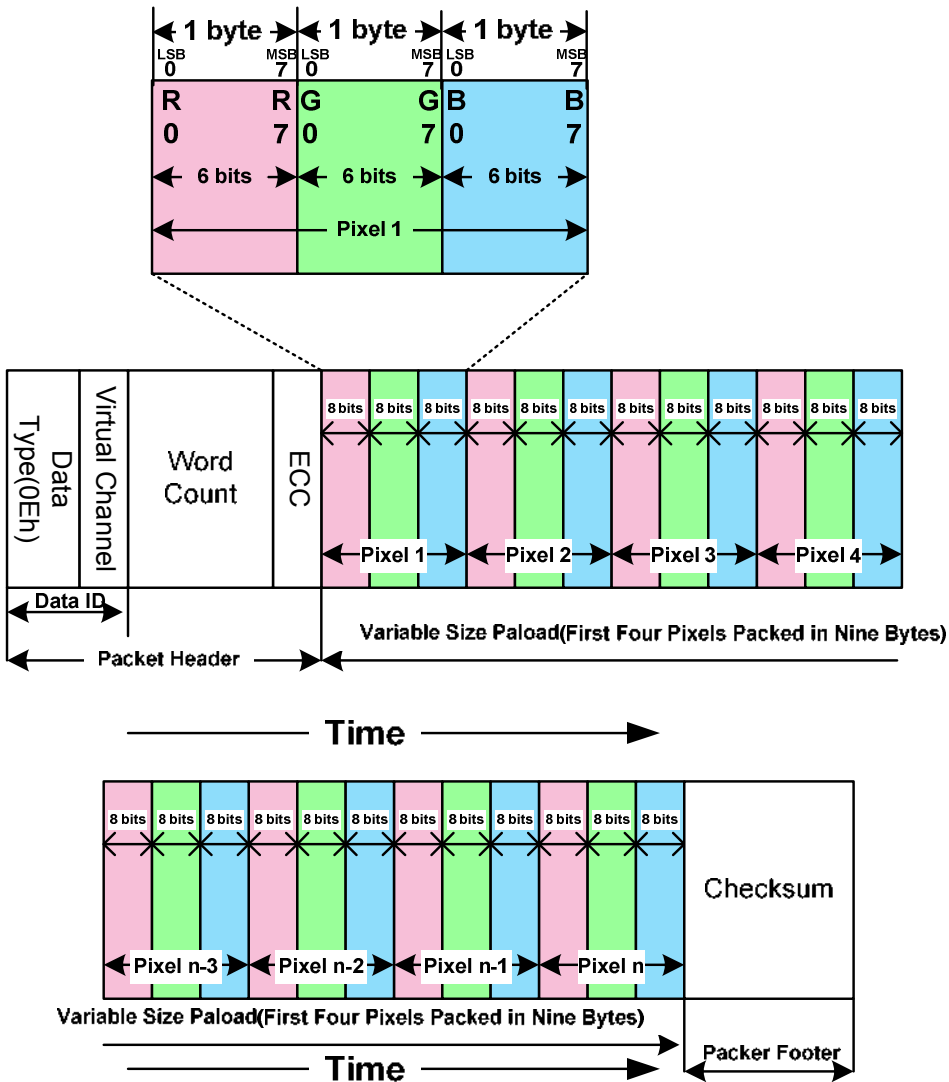 1 byte 1 byte 1 byte
LSB MSB LSB MSB LSB MSB
0 7 0 7 0 7
R R G G B B
0 7 0 7 0 7
6 bits 6 bits 6 bits
Pixel 1
Data Type(0Eh)
Virtual Channel
Word Count
ECC
8 bits 8 bits 8 bits 8 bits 8 bits 8 bits 8 bits 8 bits 8 bits 8 bits 8 bits 8 bits
Pixel 1 Pixel 2 Pixel 3 Pixel 4
Data ID
Variable Size Paload(First Four Pixels Packed in Nine Bytes)
Packet Header
Time
8 bits 8 bits 8 bits 8 bits 8 bits 8 bits 8 bits 8 bits 8 bits 8 bits 8 bits 8 bits
Checksum
Pixel n-3 Pixel n-2 Pixel n-1 Pixel n
Variable Size Paload(First Four Pixels Packed in Nine Bytes)
Packer Footer
Time